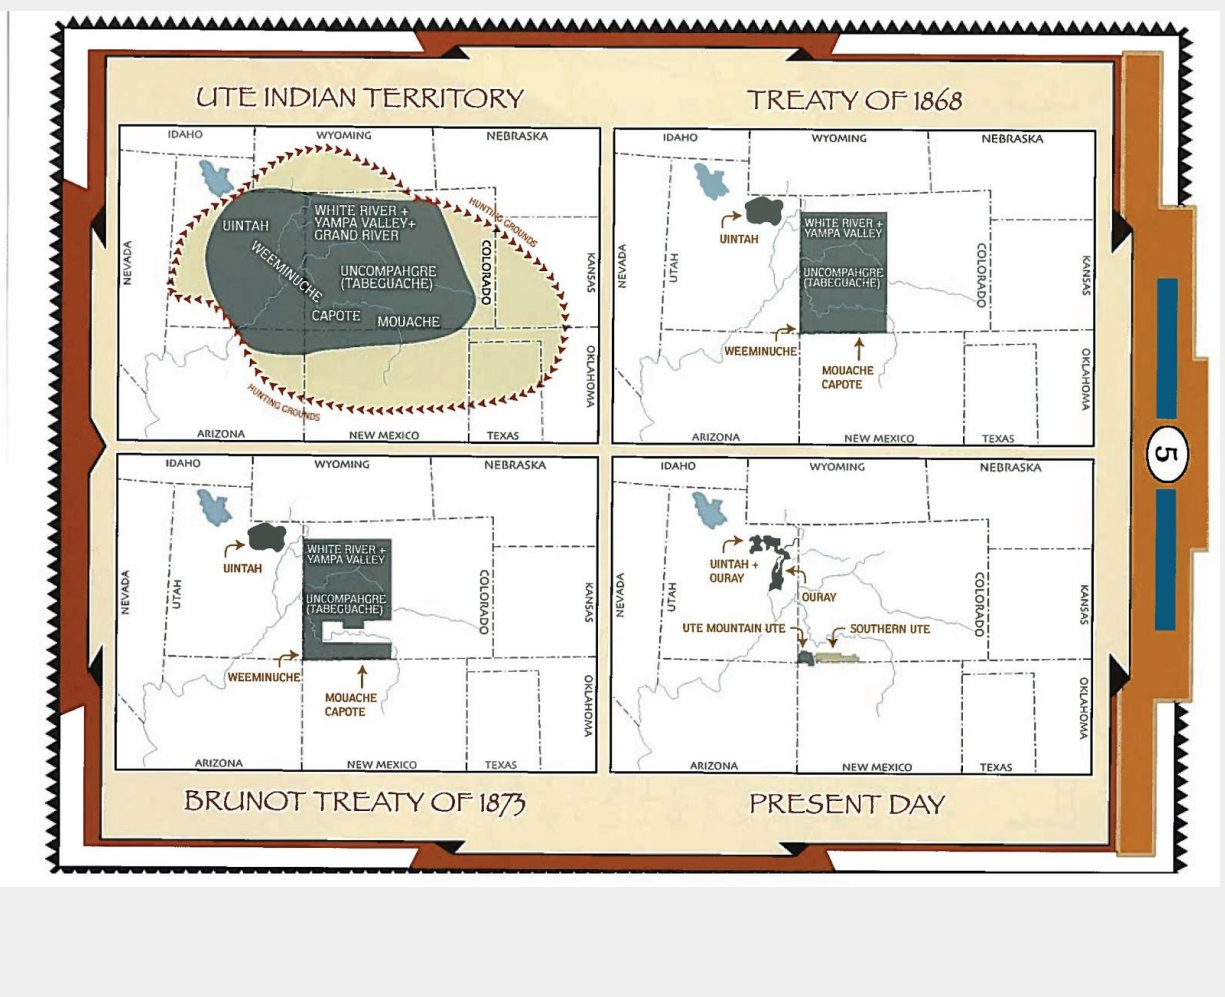 UTE INDIAN TERRITORY
IDAHO
WYOMING
NEBRASKA
UINTAH
WHITE RIVER +
YAMPA VALLEY+
GRAND RIVER
HUNTING GROUNDS
WEEMINUCHE
UNCOMPAHGRE
(TABEGUACHE)
COLORADO
NEVADA
KANSAS
CAPOTE
MOUACHE
OKLAHOMA
HUNTING GROUNDS
ARIZONA
NEW MEXICO
TEXAS
TREATY OF 1868
IDAHO
WYOMING
NEBRASKA
UINTAH
WHITE RIVER +
YAMPA VALLEY
UNCOMPAHGRE
(TABEGUACHE)
NEVADA
UTAH
COLORADO
KANSAS
WEEMINUCHE
MOUACHE
CAPOTE
OKLAHOMA
ARIZONA
NEW MEXICO
TEXAS
IDAHO
WYOMING
NEBRASKA
UINTAH
WHITE RIVER +
YAMPA VALLEY
UNCOMPAHGRE
(TABEGUACHE)
NEVADA
UTAH
COLORADO
KANSAS
WEEMINUCHE
MOUACHE
CAPOTE
OKLAHOMA
ARIZONA
NEW MEXICO
TEXAS
BRUNOT TREATY OF 1873
IDAHO
WYOMING
NEBRASKA
UINTAH +
OURAY
OURAY
NEVADA
UTAH
COLORADO
KANSAS
UTE MOUNTAIN UTE
SOUTHERN UTE
OKLAHOMA
ARIZONA
NEW MEXICO
TEXAS
PRESENT DAY
5